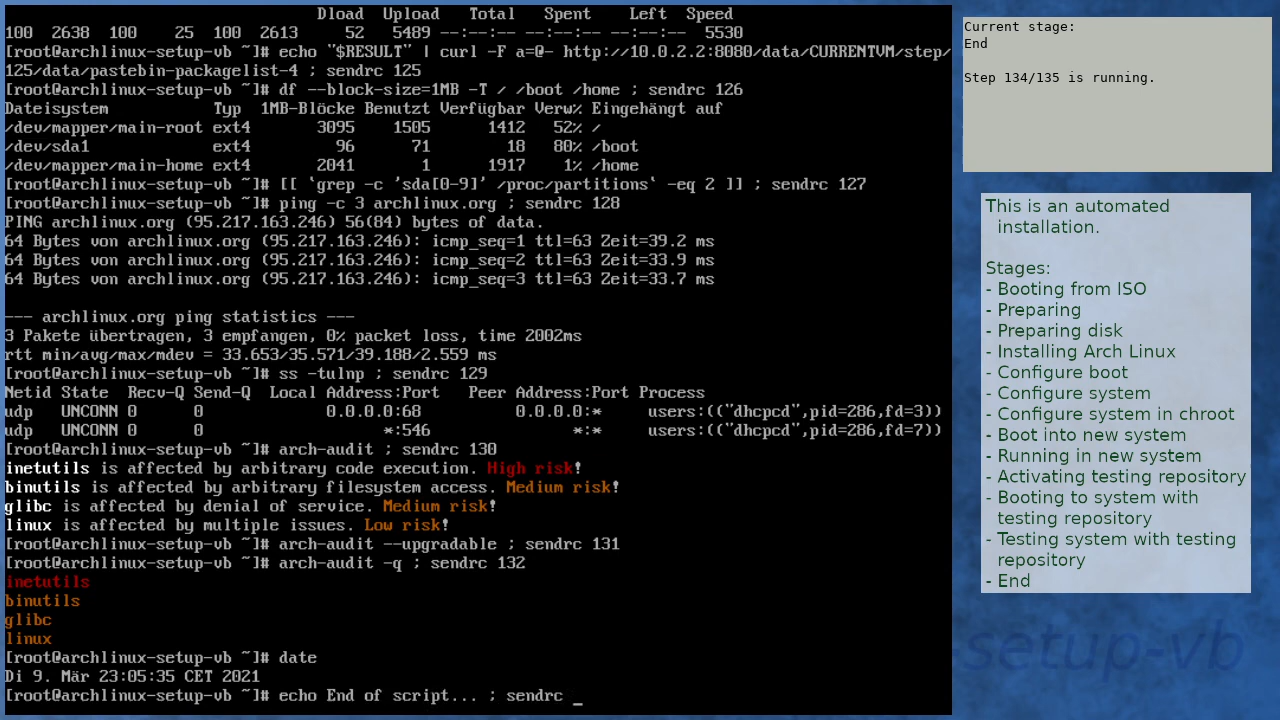 Dload  Upload   Total   Spent    Left  Speed
100  2638  100    25  100  2613     52   5489 --:--:-- --:--:-- --:--:--  5530
[root@archlinux-setup-vb ~]# echo "$RESULT" | curl -F a=@- http://10.0.2.2:8080/data/CURRENTVM/step/
125/data/pastebin-packagelist-4 ; sendrc 125
[root@archlinux-setup-vb ~]# df --block-size=1MB -T / /boot /home ; sendrc 126
Dateisystem           Typ  1MB-Blöcke Benutzt Verfügbar Verw% Eingehängt auf
/dev/mapper/main-root ext4       3095    1505      1412   52% /
/dev/sda1             ext4         96      71        18   80% /boot
/dev/mapper/main-home ext4       2041       1      1917    1% /home
[root@archlinux-setup-vb ~]# [[ `grep -c 'sda[0-9]' /proc/partitions` -eq 2 ]] ; sendrc 127
[root@archlinux-setup-vb ~]# ping -c 3 archlinux.org ; sendrc 128
PING archlinux.org (95.217.163.246) 56(84) bytes of data.
64 Bytes von archlinux.org (95.217.163.246): icmp_seq=1 ttl=63 Zeit=39.2 ms
64 Bytes von archlinux.org (95.217.163.246): icmp_seq=2 ttl=63 Zeit=33.9 ms
64 Bytes von archlinux.org (95.217.163.246): icmp_seq=3 ttl=63 Zeit=33.7 ms

--- archlinux.org ping statistics ---
3 Pakete übertragen, 3 empfangen, 0% packet loss, time 2002ms
rtt min/avg/max/mdev = 33.653/35.571/39.188/2.559 ms
[root@archlinux-setup-vb ~]# ss -tulnp ; sendrc 129
Netid State  Recv-Q Send-Q  Local Address:Port   Peer Address:Port Process
udp   UNCONN 0      0             0.0.0.0:68          0.0.0.0:*     users:(("dhcpcd",pid=286,fd=3))
udp   UNCONN 0      0                   *:546               *:*     users:(("dhcpcd",pid=286,fd=7))
[root@archlinux-setup-vb ~]# arch-audit ; sendrc 130
inetutils is affected by arbitrary code execution. High risk!
binutils is affected by arbitrary filesystem access. Medium risk!
glibc is affected by denial of service. Medium risk!
linux is affected by multiple issues. Low risk!
[root@archlinux-setup-vb ~]# arch-audit --upgradable ; sendrc 131
[root@archlinux-setup-vb ~]# arch-audit -q ; sendrc 132
inetutils
binutils
glibc
linux
[root@archlinux-setup-vb ~]# date
Di 9. Mär 23:05:35 CET 2021
[root@archlinux-setup-vb ~]# echo End of script... ; sendrc _
Current stage:
End

Step 134/135 is running.
This is an automated
installation.

Stages:
- Booting from ISO
- Preparing
- Preparing disk
- Installing Arch Linux
- Configure boot
- Configure system
- Configure system in chroot
- Boot into new system
- Running in new system
- Activating testing repository
- Booting to system with
testing repository
- Testing system with testing
repository
- End
-setup-vb